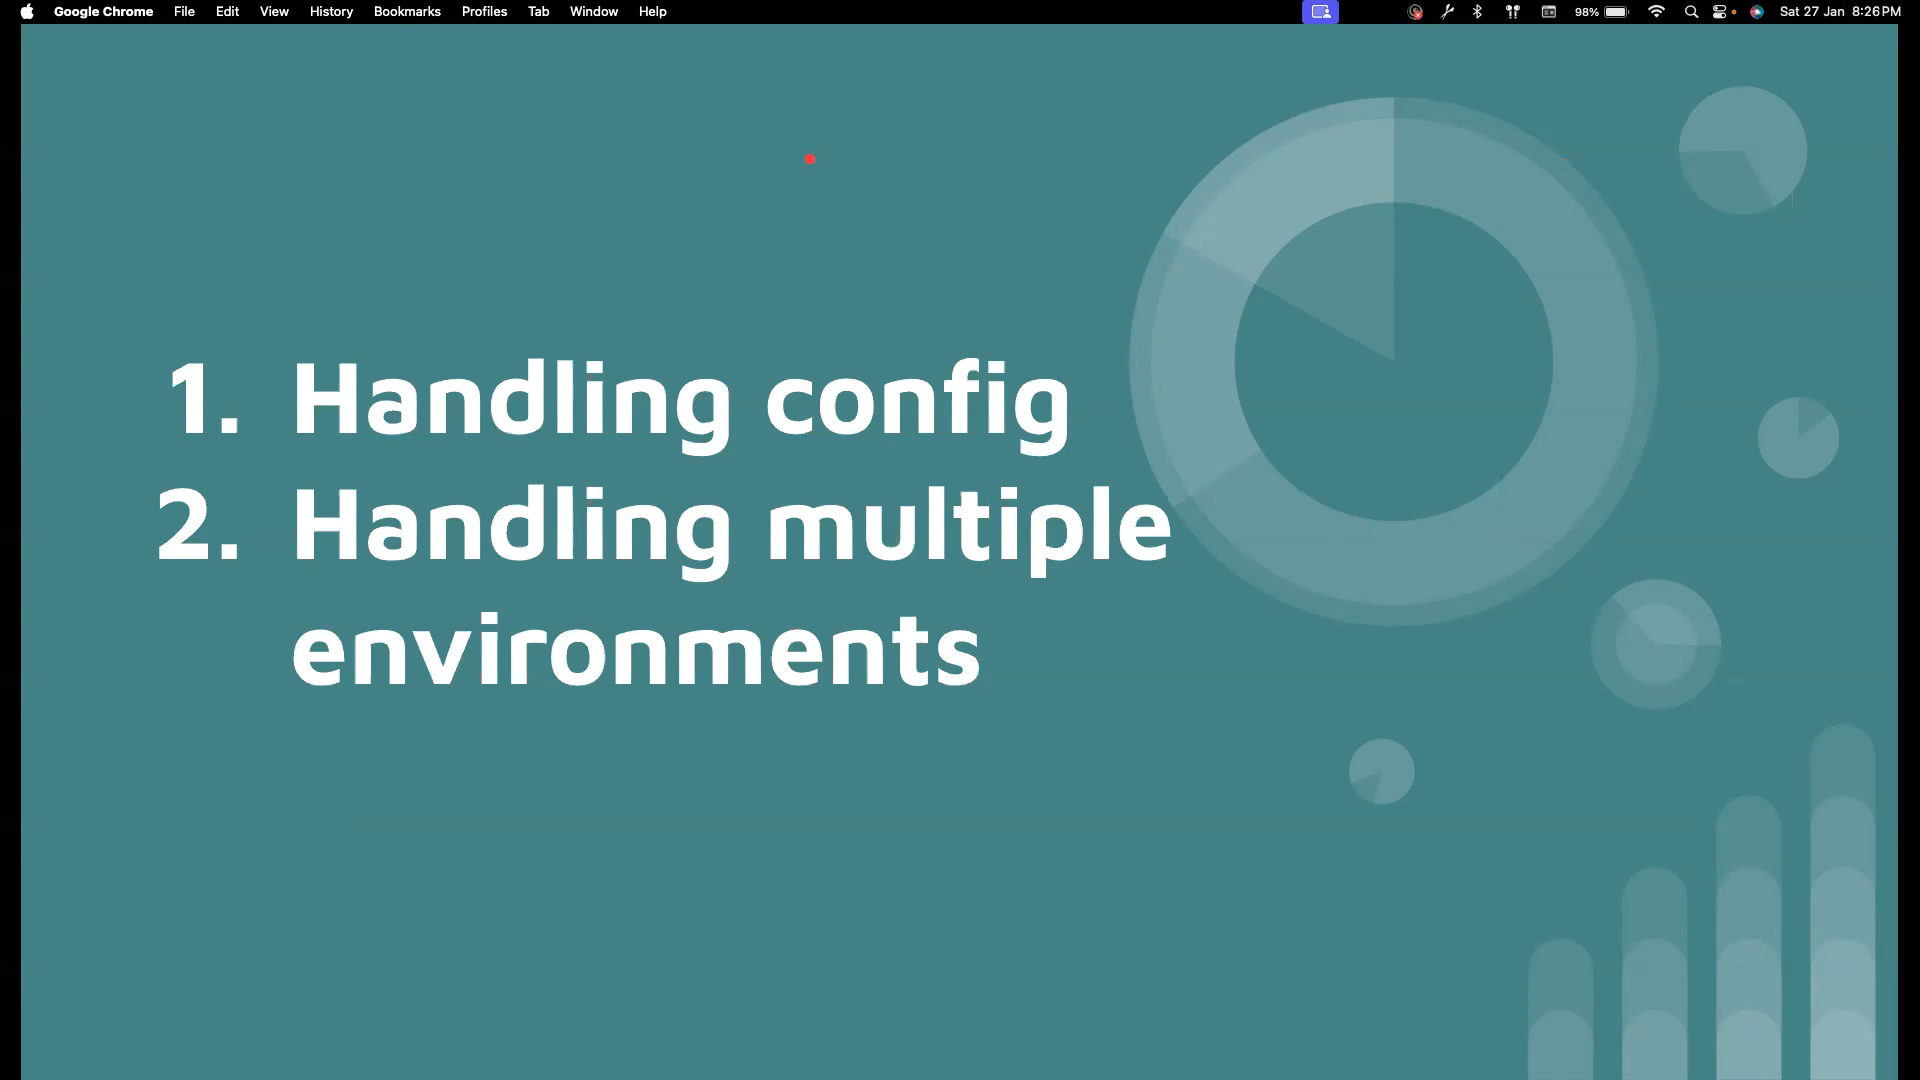 Google Chrome File Edit View History Bookmarks Profiles Tab Window Help 98% Sat 27 Jan 8:26 PM
1. Handling config
2. Handling multiple
environments